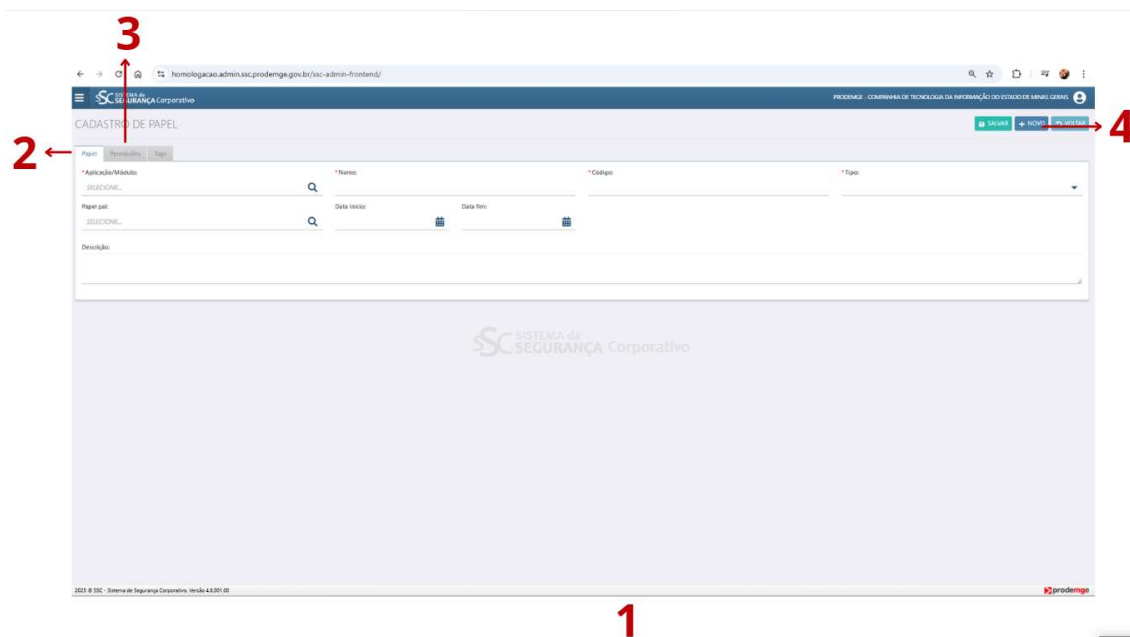 3
homologacao.admin.ssc.prodemge.gov.br/ssc-admin-frontend/
SSC SISTEMA de SEGURANÇA Corporativo
PRODEMGE - COMPANHIA DE TECNOLOGIA DA INFORMAÇÃO DO ESTADO DE MINAS GERAIS
CADASTRO DE PAPEL
SALVAR + NOVO VOLTAR
4
2
Papel Permissões Tags
*Aplicação/Módulo: *Nome: *Código: *Tipo:
SELECIONE...
Papel pai: Data Início: Data fim:
SELECIONE...
Descrição:
SSC SISTEMA de
SEGURANÇA Corporativo
2023 © SSC - Sistema de Segurança Corporativo. Versão 4.8.001.00
prodemge
1